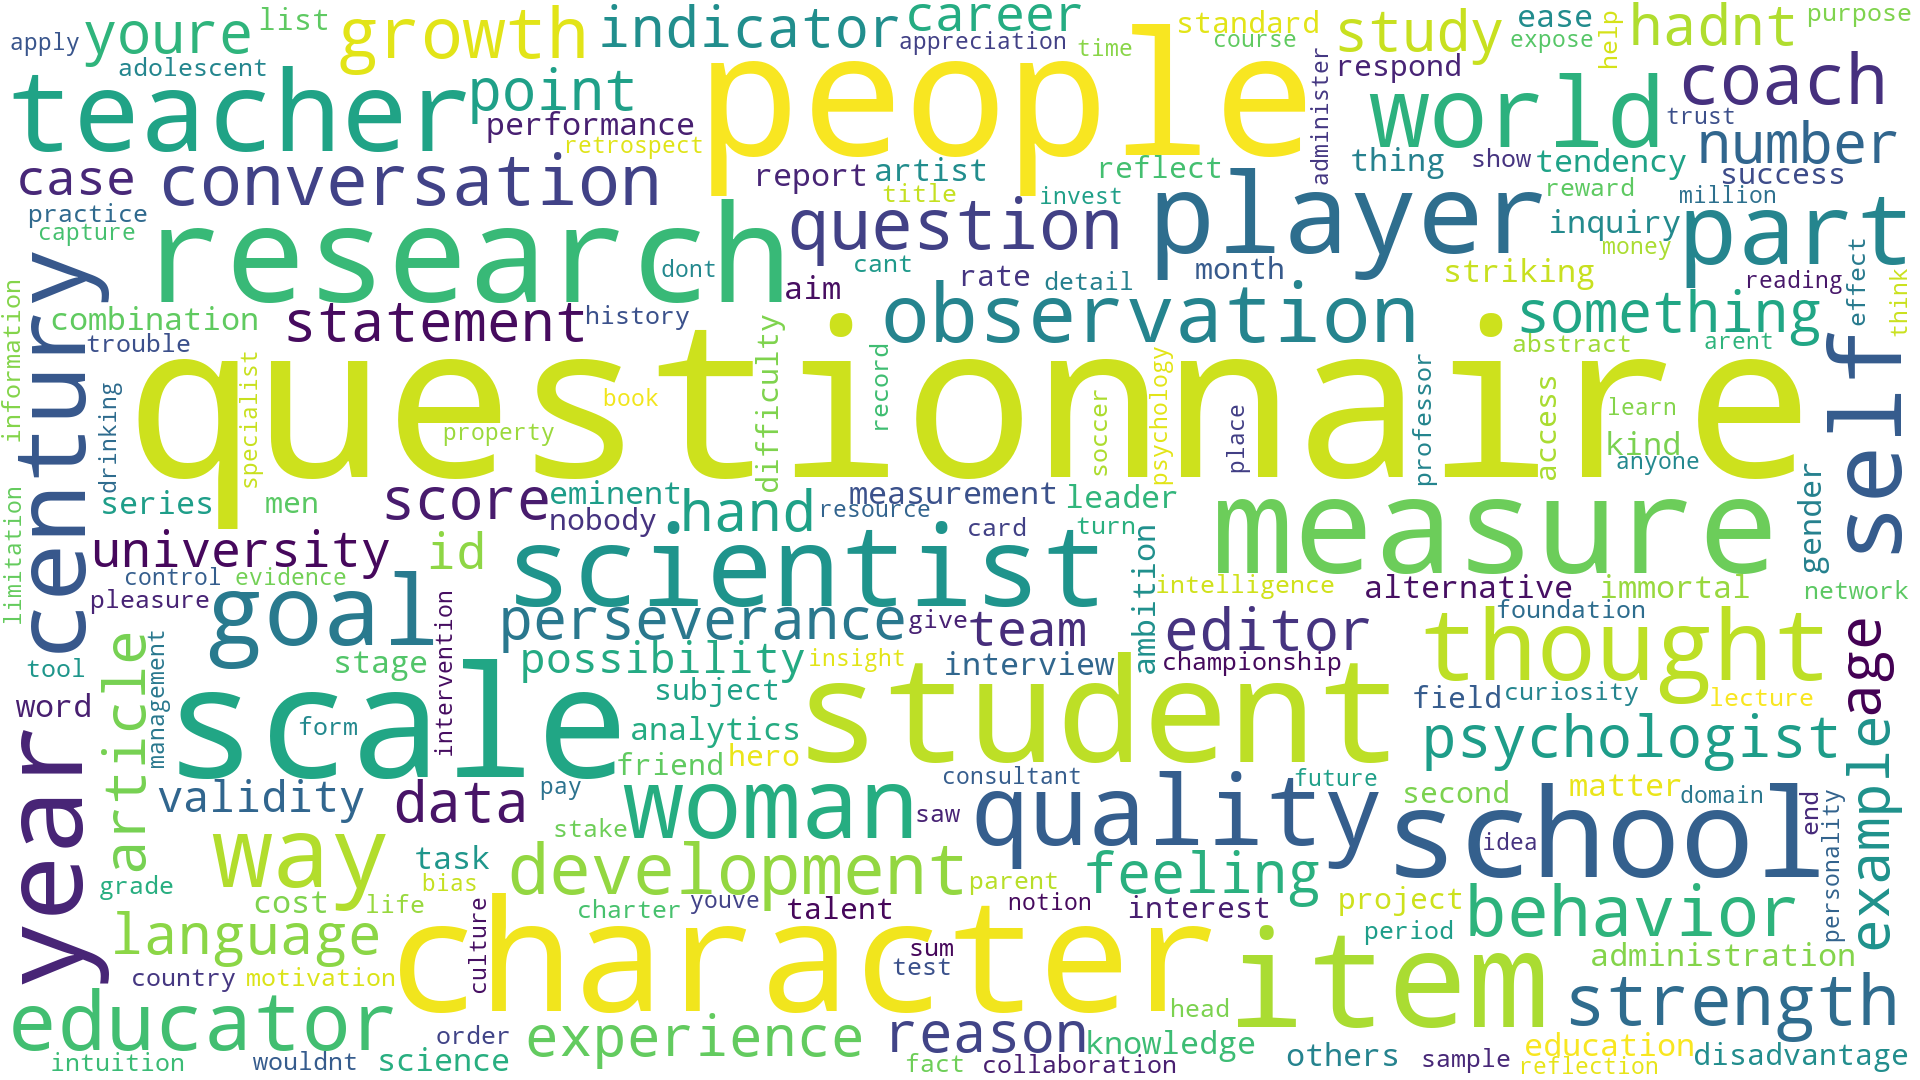 apply
youre
list
growth
indicator
career
appreciation
people
time
standard
course
study
ease
expose
help
hadnt
purpose
adolescent
teacher
point
performance
retrospect
administer
respond
world
coach
trust
number
case
conversation
report
artist
reflect
thing
show
tendency
success
practice
capture
research
title
invest
question
player
reward
million
inquiry
part
money
dont
cant
rate
detail
month
striking
reading
effect
think
information
century
combination
trouble
statement
history
aim
observation
something
abstract
arent
self
questionnaire
specialist
drinking
book
property
difficulty
record
soccer
psychology
place
professor
access
learn
kind
anyone
gender
limitation
series
men
score
eminent
nobody
hand
measurement
resource
card
leader
turn
measure
university
id
scientist
ambition
control
evidence
pleasure
goal
intervention
perseverance
give
team
intelligence
alternative
immortal
network
foundation
editor
thought
age
tool
article
management
stage
possibility
insight
interview
championship
student
word
scale
form
subject
analytics
field
curiosity
lecture
psychologist
example
year
hero
friend
validity
data
pay
woman
saw
consultant
quality
future
second
matter
domain
school
idea
end
personality
way
task
stake
bias
grade
cost
life
development
parent
feeling
charter
youve
talent
notion
interest
project
period
behavior
language
culture
character
sum
test
item
administration
country
motivation
educator
strength
head
order
experience
reason
knowledge
intuition
wouldnt
science
fact
collaboration
others
sample
education
reflection
disadvantage